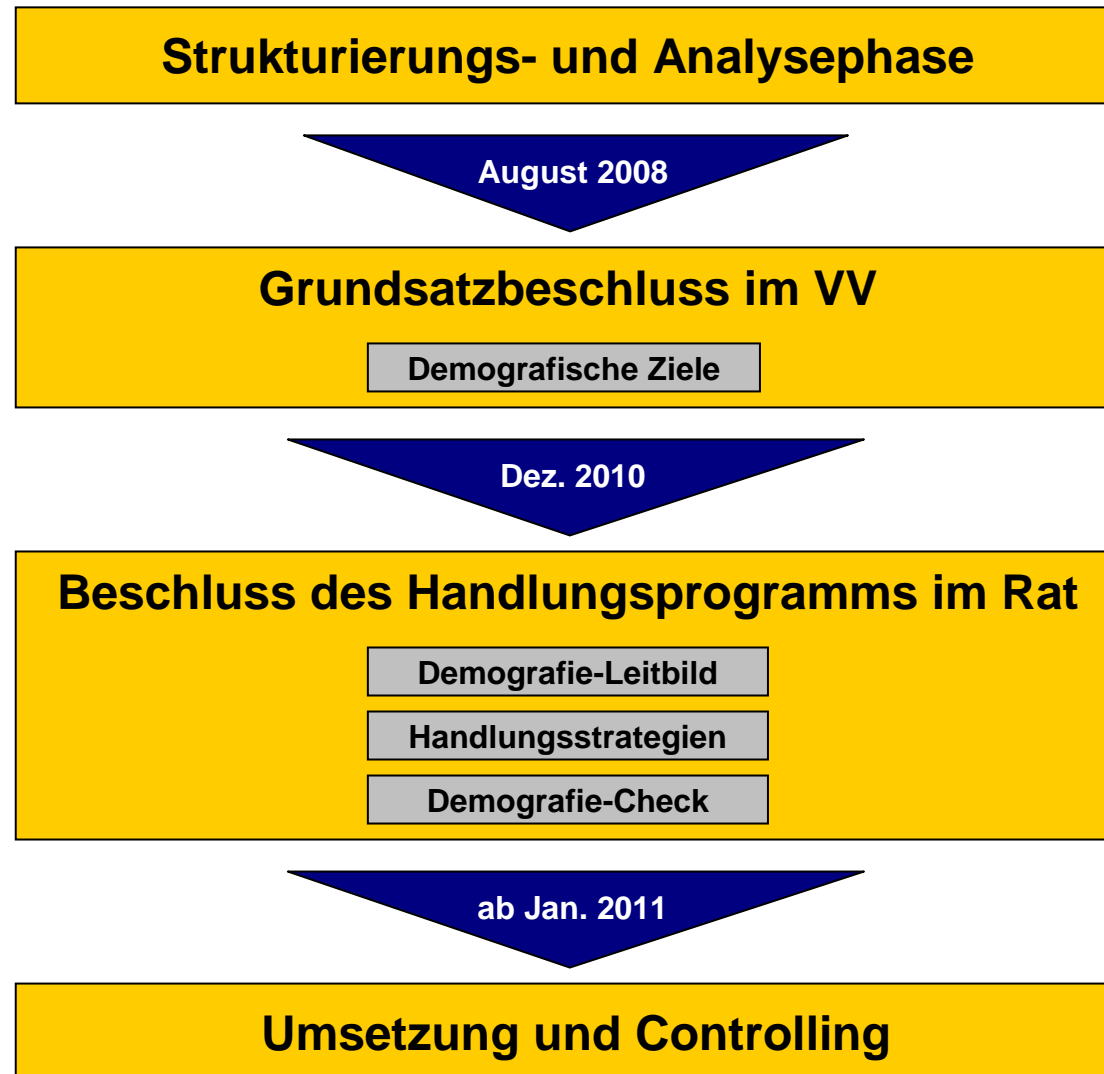 Strukturierungs- und Analysephase
August 2008
Grundsatzbeschluss im VV
Demografische Ziele
Dez. 2010
Beschluss des Handlungsprogramms im Rat
Demografie-Leitbild
Handlungsstrategien
Demografie-Check
ab Jan. 2011
Umsetzung und Controlling